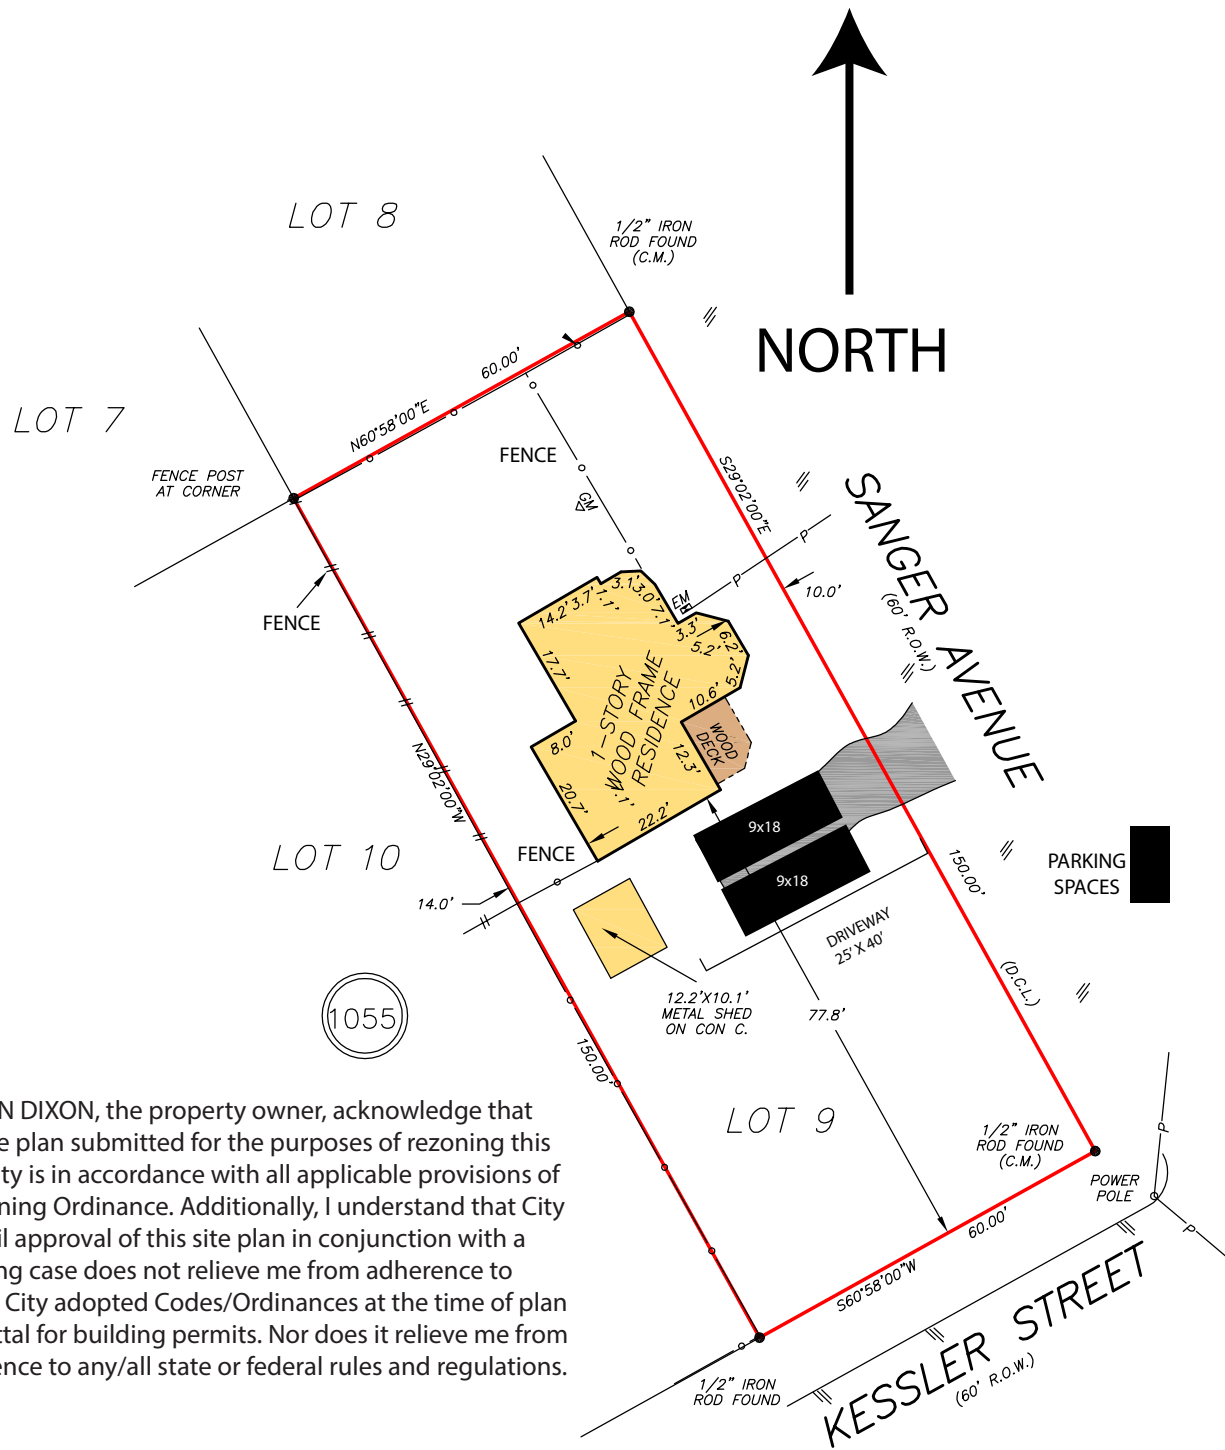 LOT 8
1/2" IRON
ROD FOUND
(C.M.)
NORTH
60.00'
N60°58'00"E
LOT 7
FENCE POST
AT CORNER
FENCE
GM
S29°02'00"E
P
P
SANGER AVENUE
(60' R.O.W.)
10.0'
FENCE
EM
14.2'
3.7'
1.1'
3.1'
3.0'
7.1'
3.3'
5.2'
6.2'
5.2'
10.6'
17.7'
1-STORY
WOOD FRAME
RESIDENCE
WOOD
DECK
8.0'
12.3'
20.7'
22.2'
N29°02'00"W
9x18
9x18
PARKING
SPACES
LOT 10
FENCE
14.0'
150.00'
DRIVEWAY
25' X 40'
(D.C.L.)
12.2'X10.1'
METAL SHED
ON CON C.
77.8'
1055
150.00'
LOT 9
1/2" IRON
ROD FOUND
(C.M.)
POWER
POLE
P
P
60.00'
S60°58'00"W
KESSLER STREET
(60' R.O.W.)
1/2" IRON
ROD FOUND
N DIXON, the property owner, acknowledge that
e plan submitted for the purposes of rezoning this
ty is in accordance with all applicable provisions of
ning Ordinance. Additionally, I understand that City
il approval of this site plan in conjunction with a
ng case does not relieve me from adherence to
City adopted Codes/Ordinances at the time of plan
ttal for building permits. Nor does it relieve me from
ence to any/all state or federal rules and regulations.